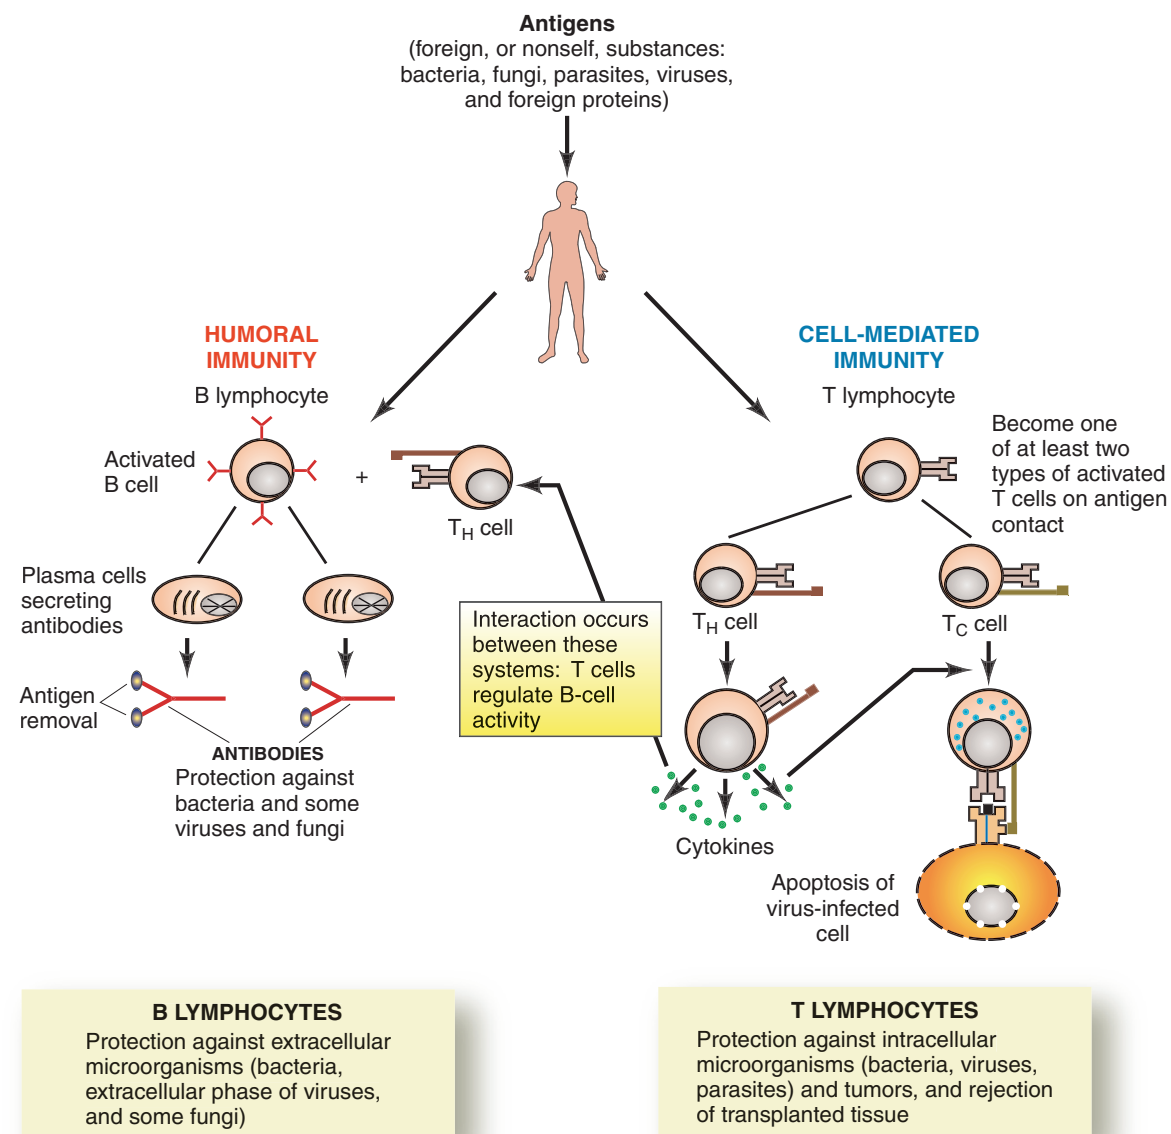 Antigens
(foreign, or nonself, substances:
bacteria, fungi, parasites, viruses,
and foreign proteins)
HUMORAL
IMMUNITY
B lymphocyte
Activated
B cell
+
TH cell
Plasma cells
secreting
antibodies
Antigen
removal
ANTIBODIES
Protection against
bacteria and some
viruses and fungi
Interaction occurs
between these
systems: T cells
regulate B-cell
activity
CELL-MEDIATED
IMMUNITY
T lymphocyte
Become one
of at least two
types of activated
T cells on antigen
contact
TH cell
TC cell
Cytokines
Apoptosis of
virus-infected
cell
B LYMPHOCYTES
Protection against extracellular
microorganisms (bacteria,
extracellular phase of viruses,
and some fungi)
T LYMPHOCYTES
Protection against intracellular
microorganisms (bacteria, viruses,
parasites) and tumors, and rejection
of transplanted tissue